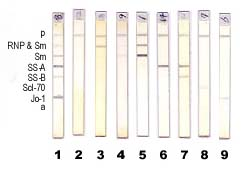 P
RNP & Sm
Sm
SS-A
SS-B
Scl-70
Jo-1
a
1 2 3 4 5 6 7 8 9